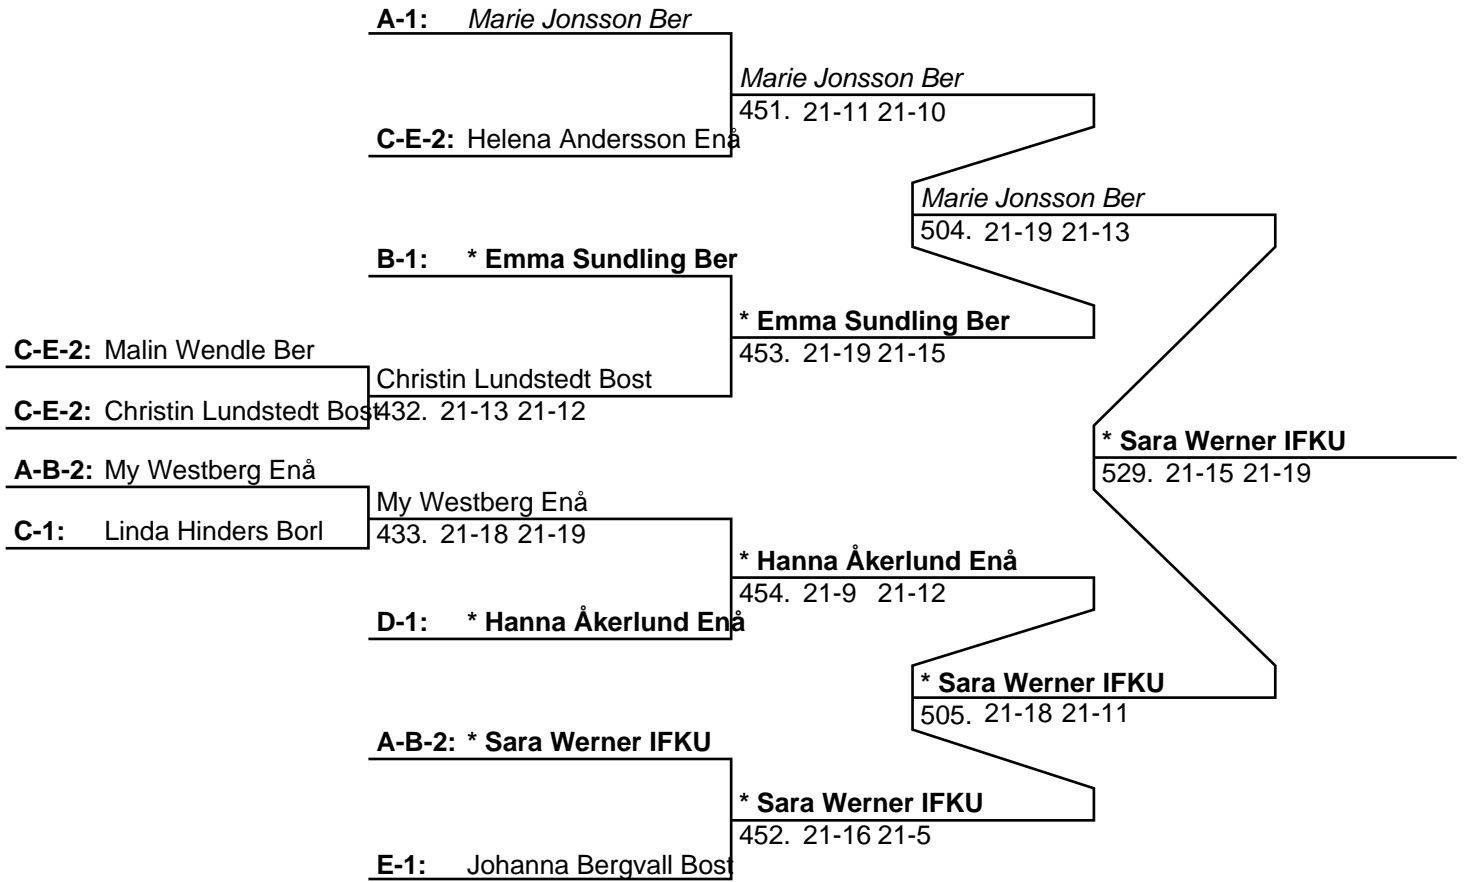 A-1: Marie Jonsson Ber
Marie Jonsson Ber
451. 21-11 21-10
C-E-2: Helena Andersson Enå
Marie Jonsson Ber
504. 21-19 21-13
B-1: * Emma Sundling Ber
* Emma Sundling Ber
453. 21-19 21-15
C-E-2: Malin Wendle Ber
Christin Lundstedt Bost
C-E-2: Christin Lundstedt Bost
432. 21-13 21-12
* Sara Werner IFKU
529. 21-15 21-19
A-B-2: My Westberg Enå
My Westberg Enå
C-1: Linda Hinders Borl
433. 21-18 21-19
* Hanna Åkerlund Enå
454. 21-9 21-12
D-1: * Hanna Åkerlund Enå
* Sara Werner IFKU
505. 21-18 21-11
A-B-2: * Sara Werner IFKU
* Sara Werner IFKU
452. 21-16 21-5
E-1: Johanna Bergvall Bost